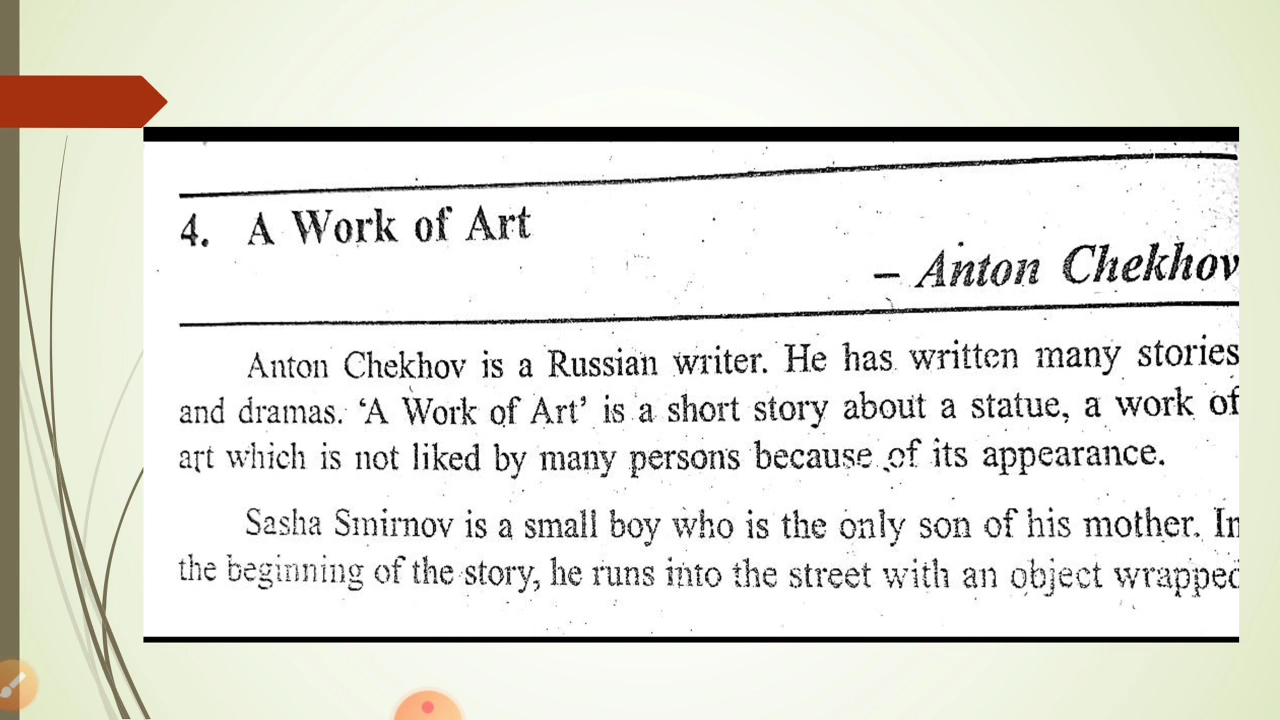 4. A Work of Art
– Anton Chekhov
Anton Chekhov is a Russian writer. He has written many stories
and dramas. ‘A Work of Art’ is a short story about a statue, a work of
art which is not liked by many persons because of its appearance.
Sasha Smirnov is a small boy who is the only son of his mother. In
the beginning of the story, he runs into the street with an object wrapped